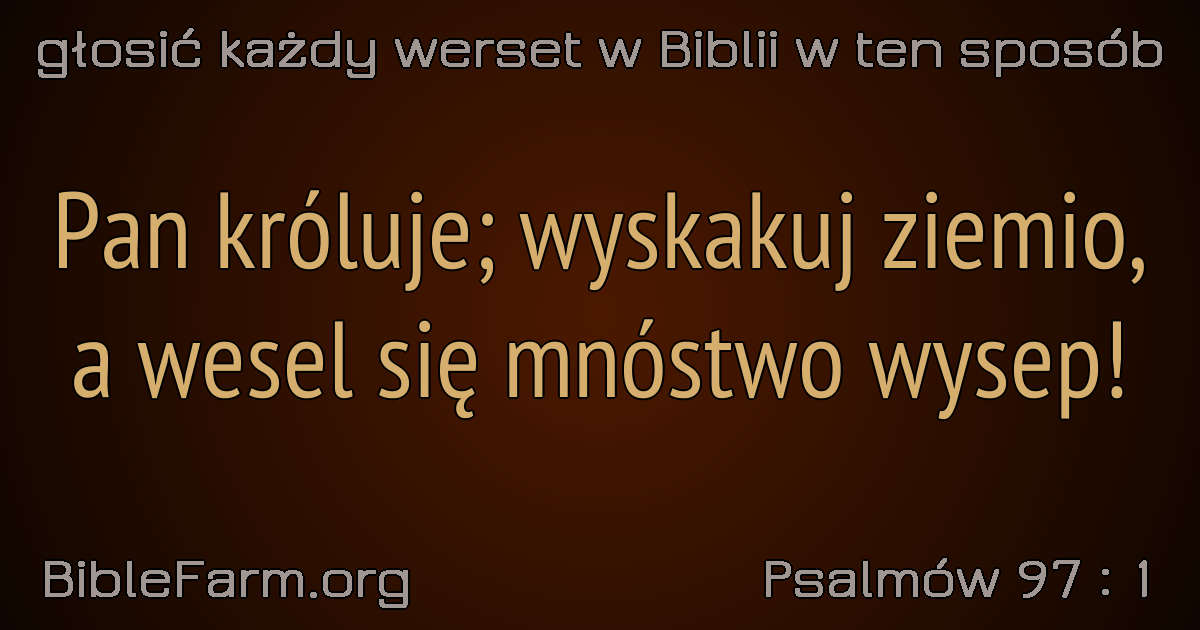 głosić każdy werset w Biblii w ten sposób
Pan króluje; wyskakuj ziemio,
a wesel się mnóstwo wysep!
BibleFarm.org
Psalmów 97 : 1